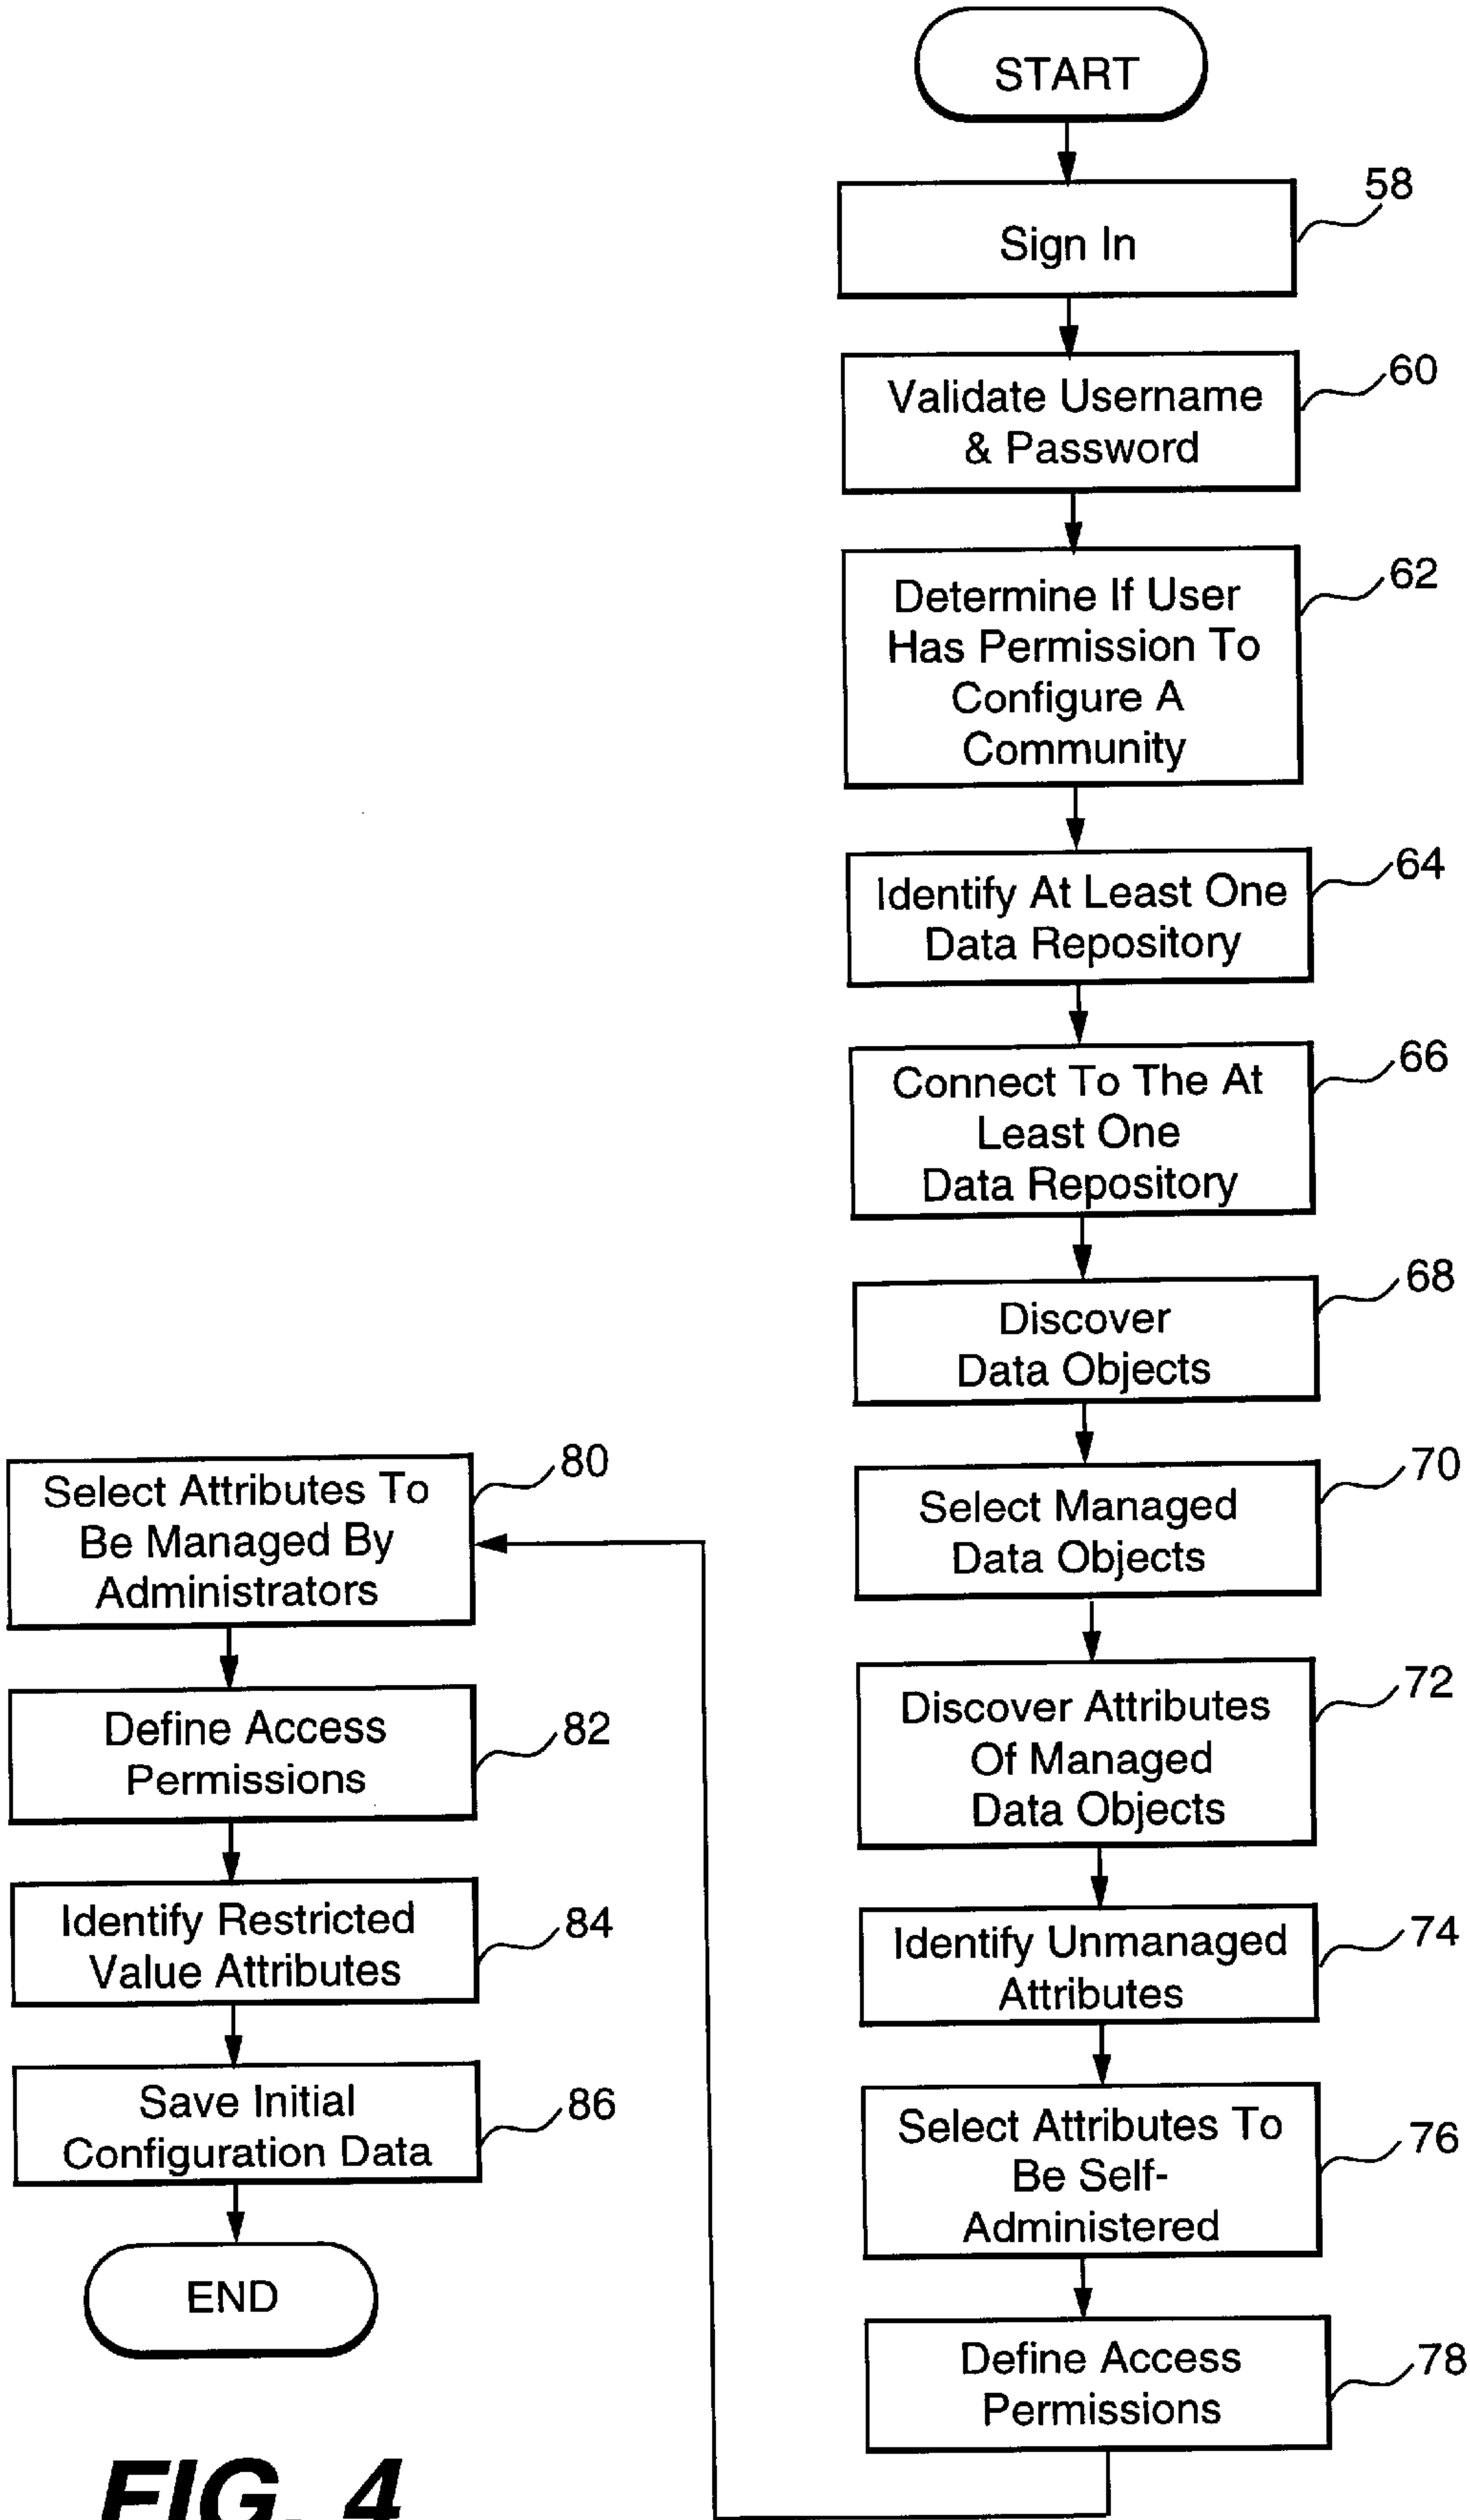 START
58
Sign In
60
Validate Username
& Password
62
Determine If User
Has Permission To
Configure A
Community
64
Identify At Least One
Data Repository
66
Connect To The At
Least One
Data Repository
68
Discover
Data Objects
70
Select Managed
Data Objects
72
Discover Attributes
Of Managed
Data Objects
74
Identify Unmanaged
Attributes
76
Select Attributes To
Be Self-
Administered
78
Define Access
Permissions
80
Select Attributes To
Be Managed By
Administrators
82
Define Access
Permissions
84
Identify Restricted
Value Attributes
86
Save Initial
Configuration Data
END
FIG. 4